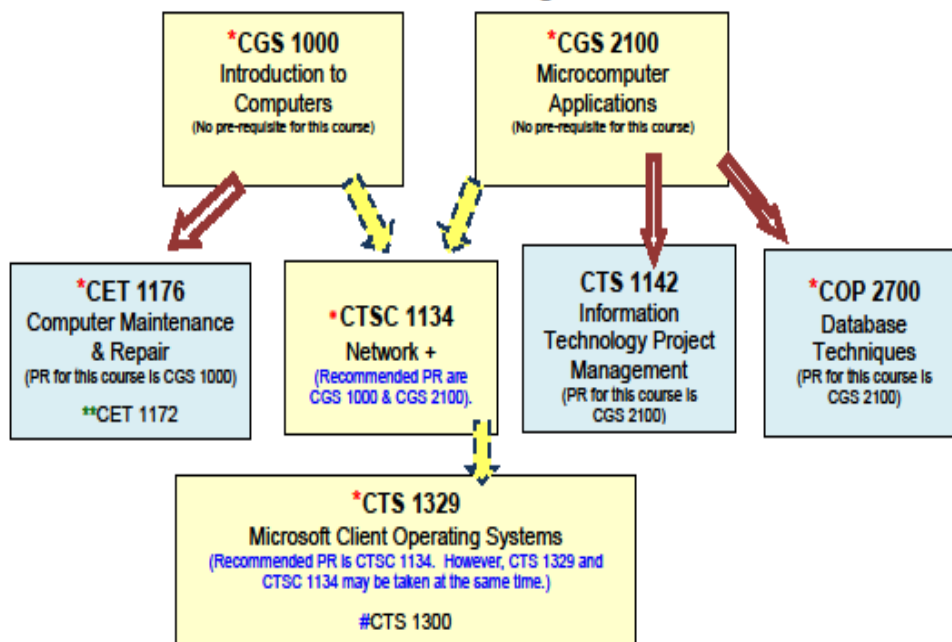 *CGS 1000
Introduction to
Computers
(No pre-requisite for this course)
*CGS 2100
Microcomputer
Applications
(No pre-requisite for this course)
*CET 1176
Computer Maintenance
& Repair
(PR for this course is CGS 1000)
**CET 1172
*CTSC 1134
Network +
(Recommended PR are
CGS 1000 & CGS 2100).
CTS 1142
Information
Technology Project
Management
(PR for this course is
CGS 2100)
*COP 2700
Database
Techniques
(PR for this course is
CGS 2100)
*CTS 1329
Microsoft Client Operating Systems
(Recommended PR is CTSC 1134. However, CTS 1329 and
CTSC 1134 may be taken at the same time.)
#CTS 1300